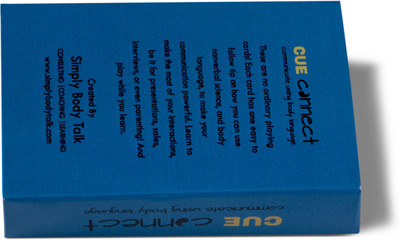 CUE connect
communicate using body language
These are no ordinary playing
cards! Each card has one easy to
follow tip on how you can use
nonverbal science, and body
language, to make your
communication powerful. Learn to
make the most of your interactions,
be it for presentations, sales,
interviews, or even parenting! And
play while you learn.
Created By
Simply Body Talk
CONSULTING | COACHING | LEARNING
www.simplybodytalk.com
CUE connect
communicate using body language